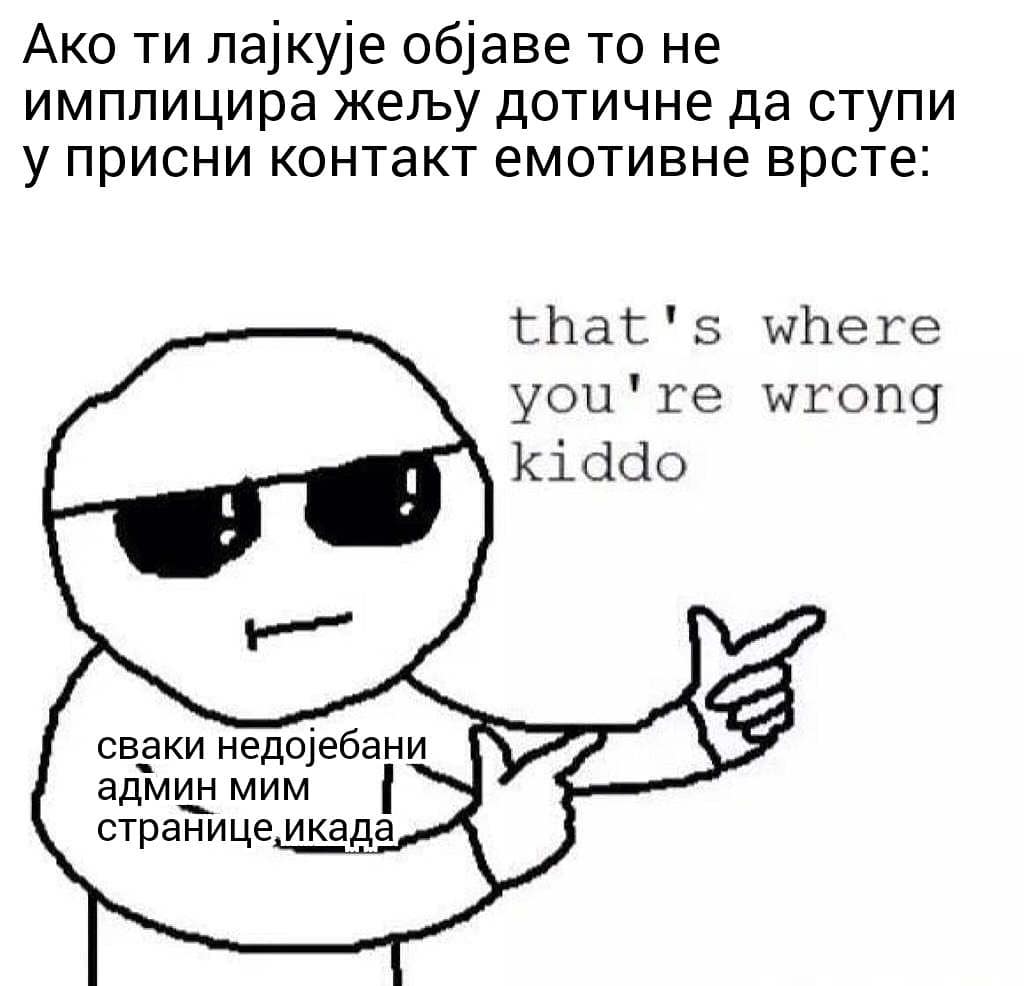 Ако ти лајкује објаве то не
имплицира жељу дотичне да ступи
у присни контакт емотивне врсте:
that's where
you're wrong
kiddo
сваки недојебани
админ мим
странице икада